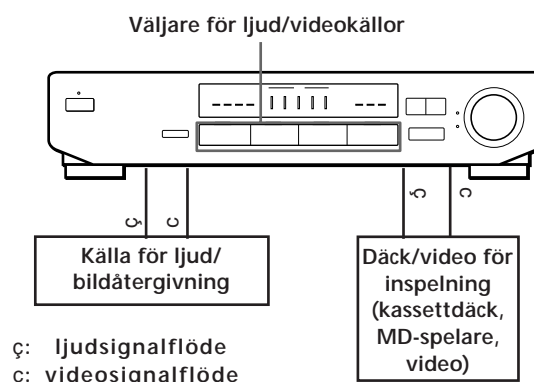 Väljare för ljud/videokällor
ç
c
ç
c
Källa för ljud/
bildåtergivning
Däck/video för
inspelning
(kassettdäck,
MD-spelare,
video)
ç: ljudsignalflöde
c: videosignalflöde